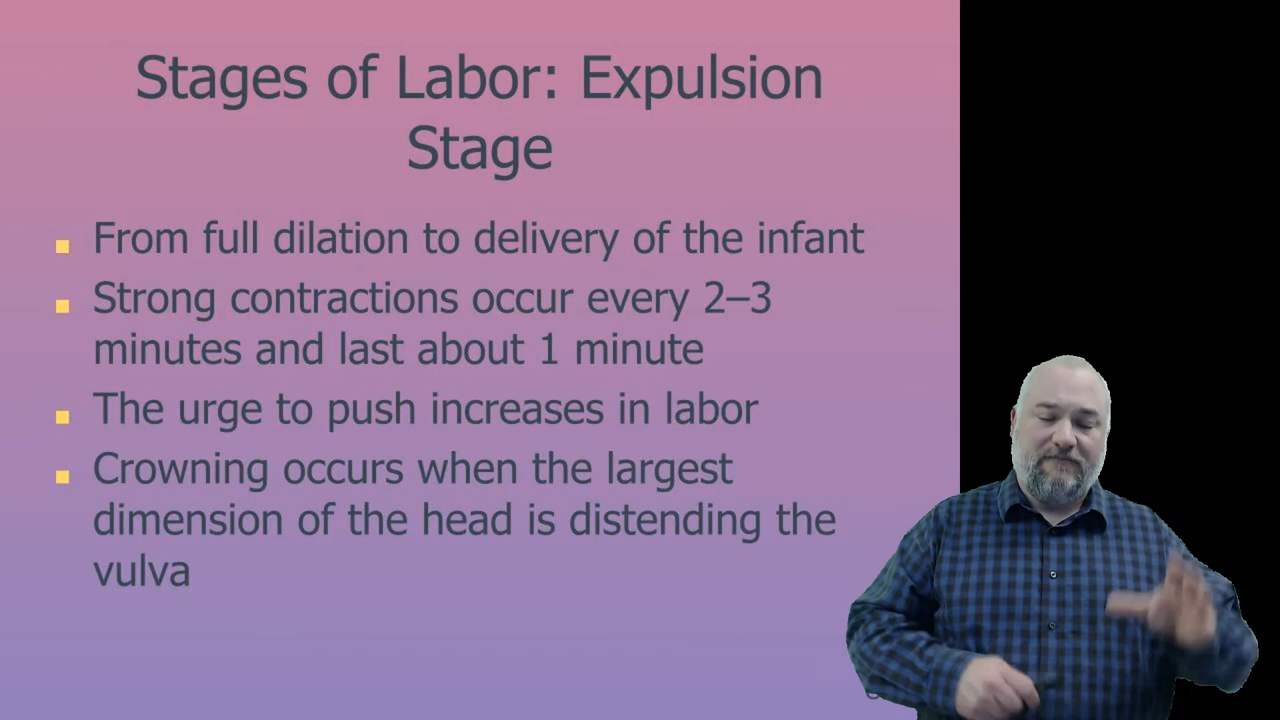 Stages of Labor: Expulsion
Stage
From full dilation to delivery of the infant
Strong contractions occur every 2–3
minutes and last about 1 minute
The urge to push increases in labor
Crowning occurs when the largest
dimension of the head is distending the
vulva